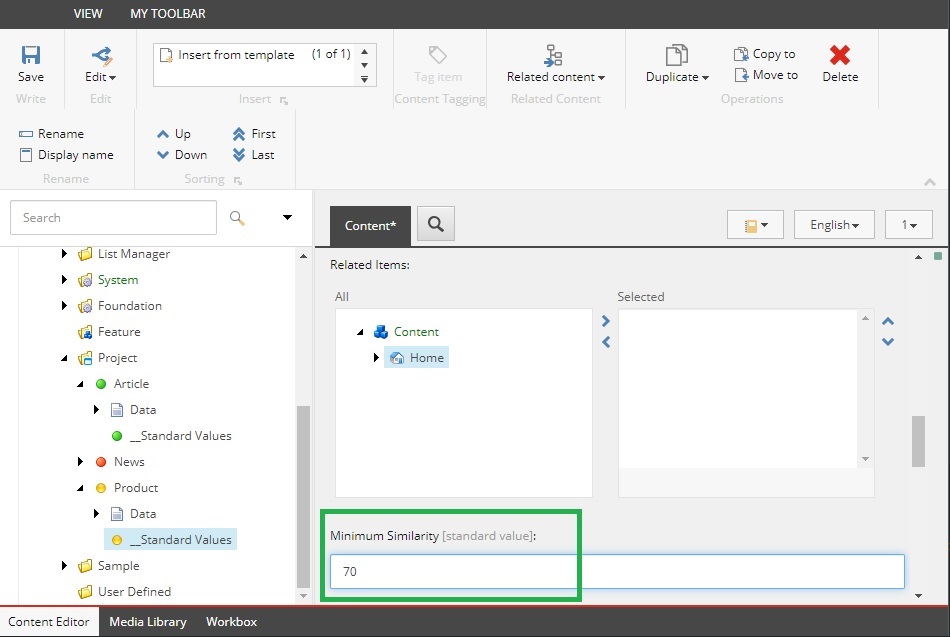 VIEW MY TOOLBAR
Insert from template (1 of 1)
Save Edit Tag item Related content Duplicate Copy to Delete
Move to
Write Edit Insert Content Tagging Related Content Operations
Rename Up First
Display name Down Last
Rename Sorting
Search Content* English 1
List Manager
System
Foundation
Feature
Project
Article
Data
__Standard Values
News
Product
Data
__Standard Values
Sample
User Defined
Related Items:
All Selected
Content
Home
Minimum Similarity [standard value]:
70
Content Editor Media Library Workbox